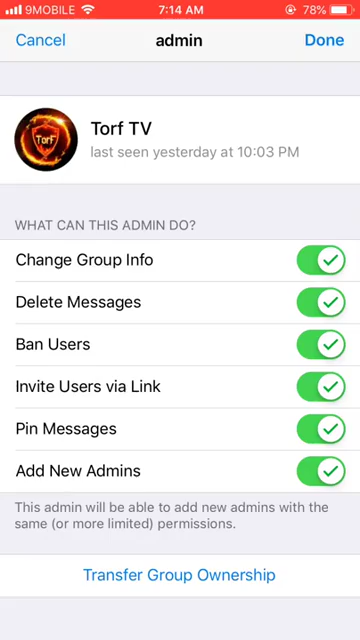 9MOBILE 7:14 AM 78%
Cancel admin Done
TorF
Torf TV
last seen yesterday at 10:03 PM
WHAT CAN THIS ADMIN DO?
Change Group Info
Delete Messages
Ban Users
Invite Users via Link
Pin Messages
Add New Admins
This admin will be able to add new admins with the
same (or more limited) permissions.
Transfer Group Ownership